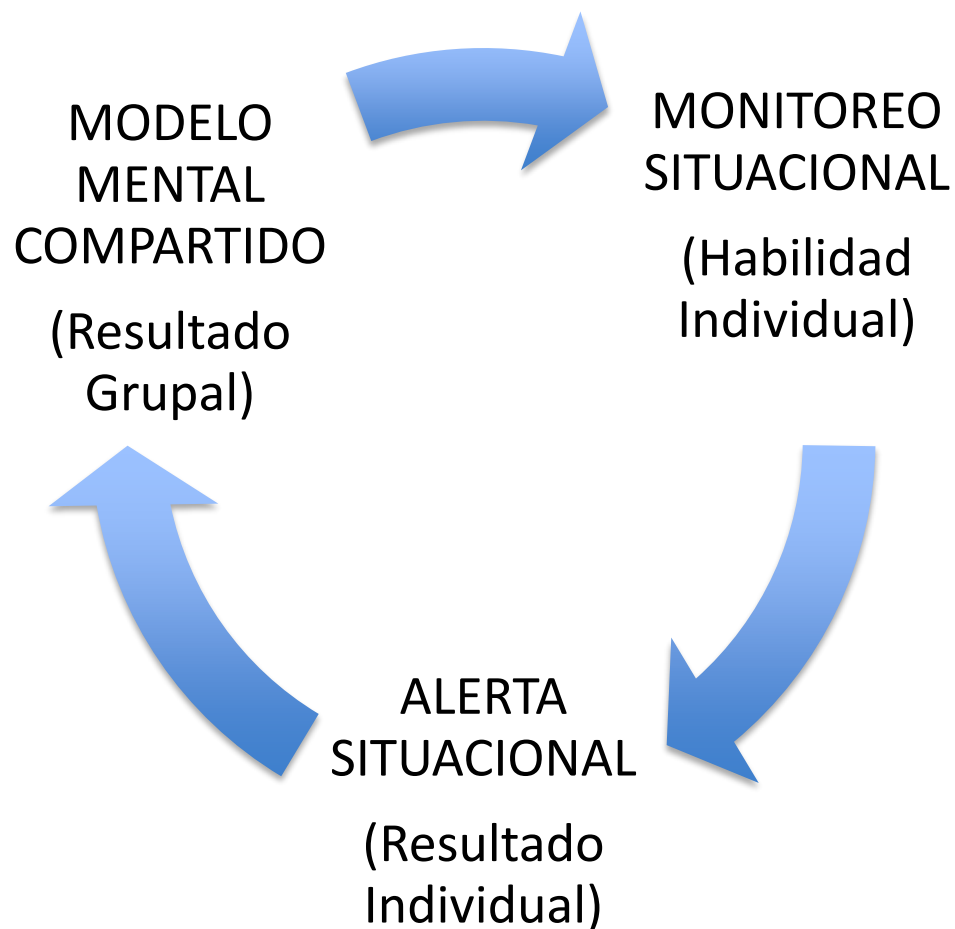 MODELO
MENTAL
COMPARTIDO
(Resultado
Grupal)
MONITOREO
SITUACIONAL
(Habilidad
Individual)
ALERTA
SITUACIONAL
(Resultado
Individual)